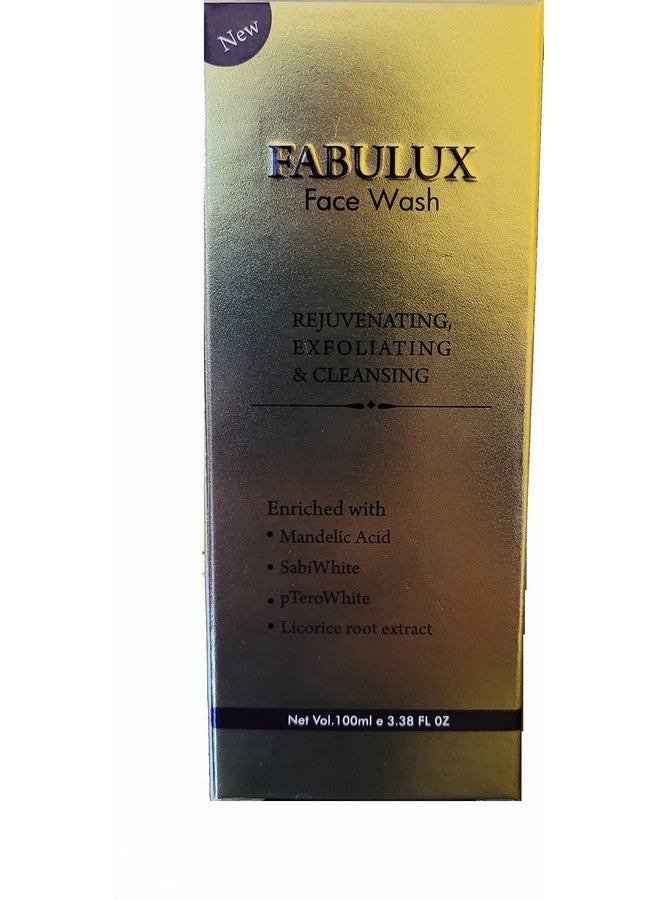 New
FABULUX
Face Wash
REJUVENATING,
EXFOLIATING
& CLEANSING
Enriched with
• Mandelic Acid
• SabiWhite
• pTeroWhite
• Licorice root extract
Net Vol.100ml e 3.38 FL OZ